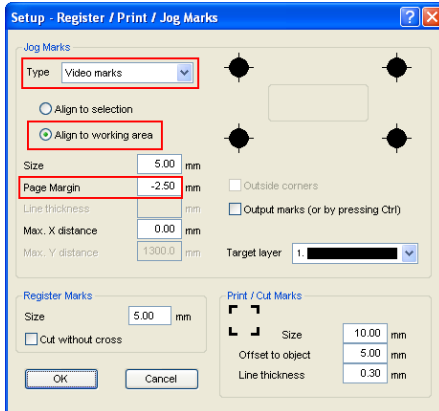 Setup - Register / Print / Jog Marks
Jog Marks
Type Video marks
Align to selection
Align to working area
Size 5.00 mm
Page Margin -2.50 mm
Outside corners
Line thickness mm
Output marks (or by pressing Ctrl)
Max. X distance 0.00 mm
Max. Y distance 1300.0 mm
Target layer 1.
Register Marks
Size 5.00 mm
Cut without cross
Print / Cut Marks
Size 10.00 mm
Offset to object 5.00 mm
Line thickness 0.30 mm
OK Cancel